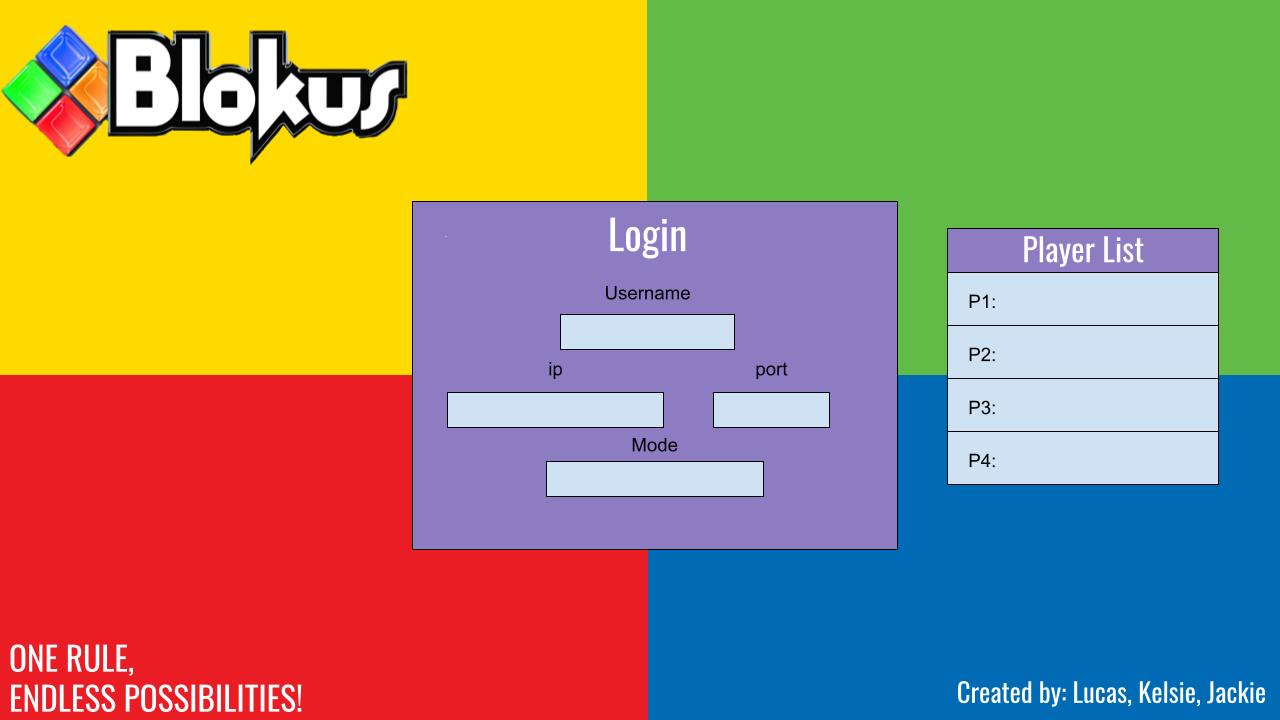 Blokus
Login
Username
ip port
Mode
Player List
P1:
P2:
P3:
P4:
ONE RULE,
ENDLESS POSSIBILITIES!
Created by: Lucas, Kelsie, Jackie